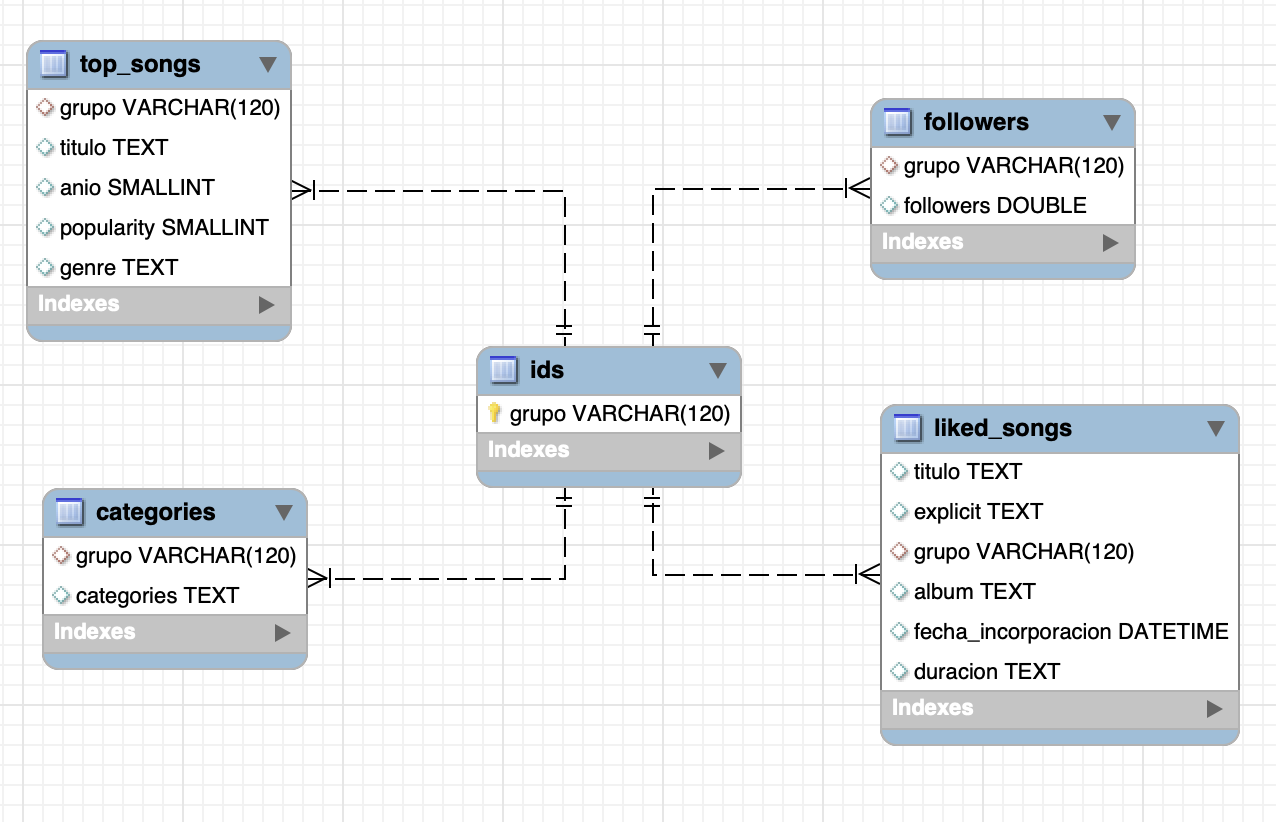 top_songs
grupo VARCHAR(120)
titulo TEXT
anio SMALLINT
popularity SMALLINT
genre TEXT
Indexes
followers
grupo VARCHAR(120)
followers DOUBLE
Indexes
ids
grupo VARCHAR(120)
Indexes
categories
grupo VARCHAR(120)
categories TEXT
Indexes
liked_songs
titulo TEXT
explicit TEXT
grupo VARCHAR(120)
album TEXT
fecha_incorporacion DATETIME
duracion TEXT
Indexes